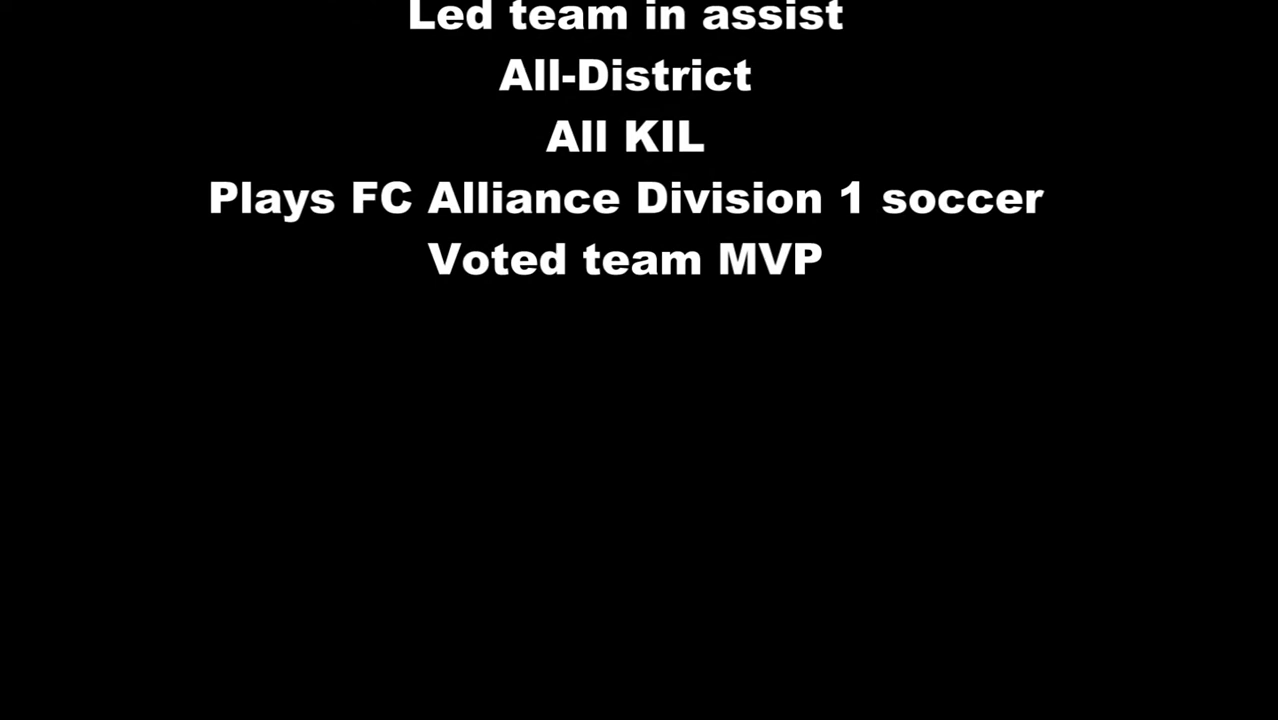 Led team in assist
All-District
All KIL
Plays FC Alliance Division 1 soccer
Voted team MVP